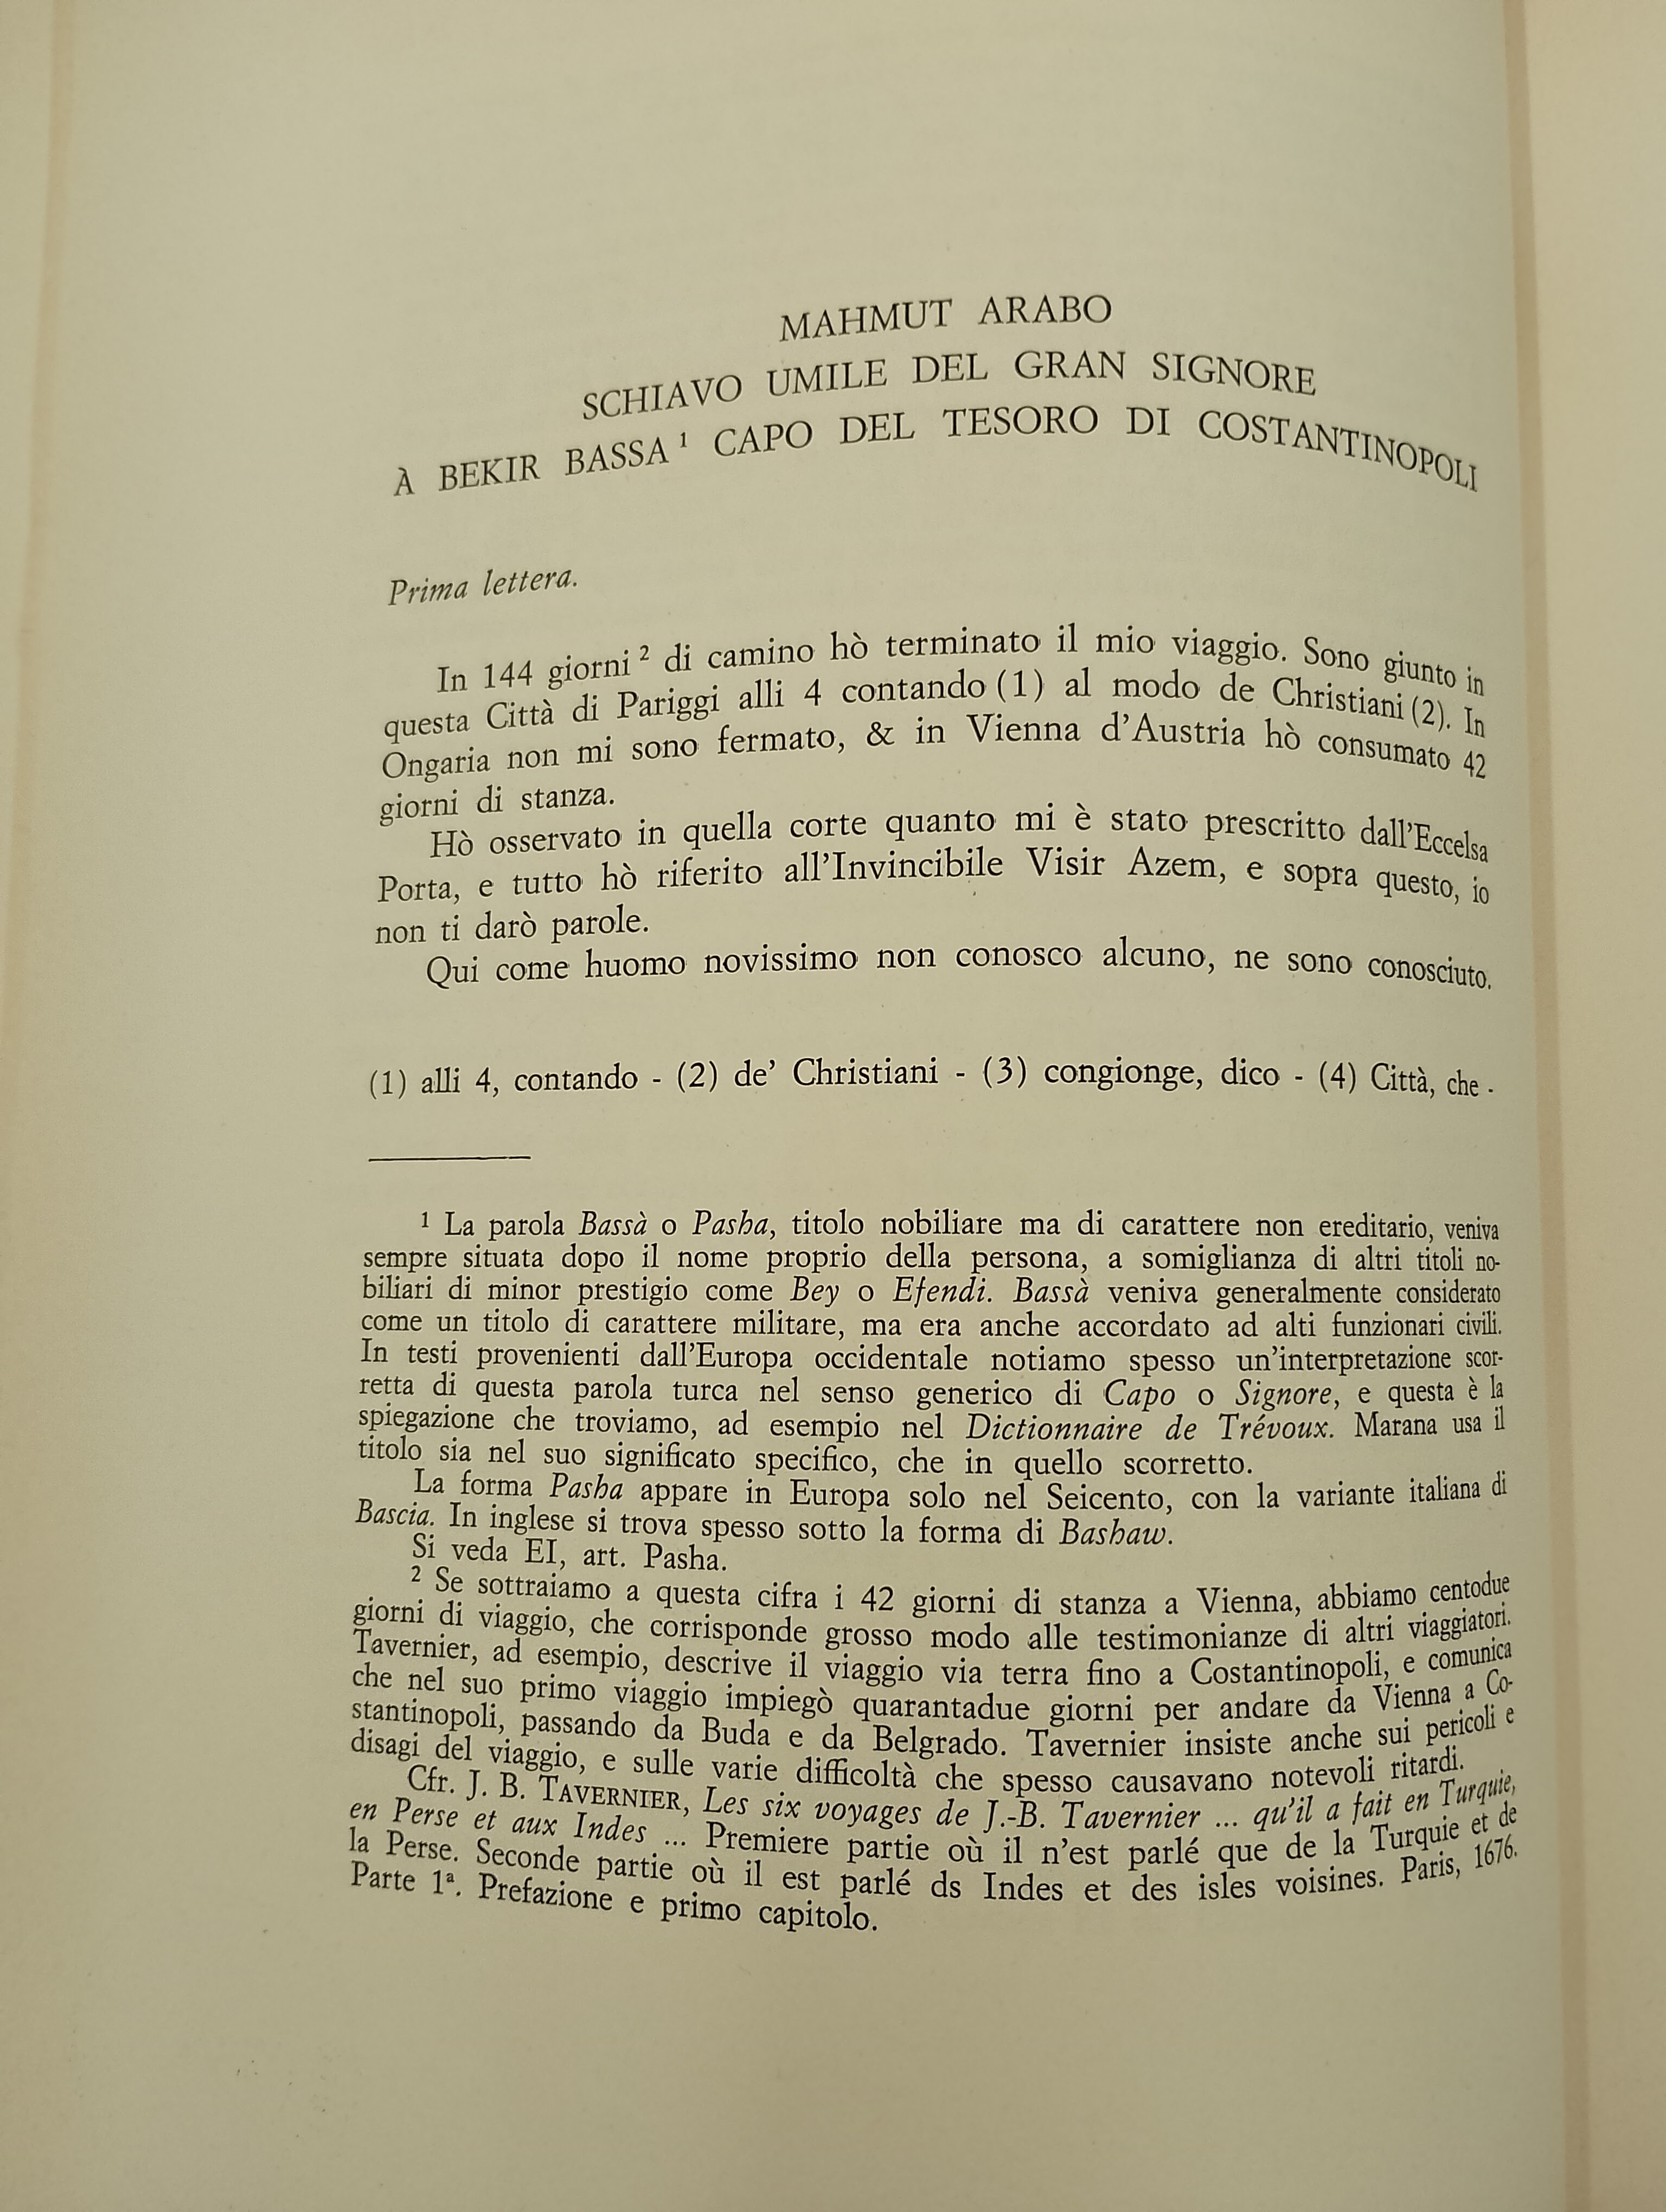 MAHMUT ARABO
SCHIAVO UMILE DEL GRAN SIGNORE
À BEKIR BASSA¹ CAPO DEL TESORO DI COSTANTINOPOLI
Prima lettera.
In 144 giorni² di camino hò terminato il mio viaggio. Sono giunto in
questa Città di Pariggi alli 4 contando (1) al modo de Christiani (2). In
Ongaria non mi sono fermato, & in Vienna d'Austria hò consumato 42
giorni di stanza.
Hò osservato in quella corte quanto mi è stato prescritto dall'Eccelsa
Porta, e tutto hò riferito all'Invincibile Visir Azem, e sopra questo, io
non ti darò parole.
Qui come huomo novissimo non conosco alcuno, ne sono conosciuto.
(1) alli 4, contando - (2) de' Christiani - (3) congionge, dico - (4) Città, che -
¹ La parola Bassà o Pasha, titolo nobiliare ma di carattere non ereditario, veniva
sempre situata dopo il nome proprio della persona, a somiglianza di altri titoli no-
biliari di minor prestigio come Bey o Efendi. Bassà veniva generalmente considerato
come un titolo di carattere militare, ma era anche accordato ad alti funzionari civili.
In testi provenienti dall'Europa occidentale notiamo spesso un'interpretazione scor-
retta di questa parola turca nel senso generico di Capo o Signore, e questa è la
spiegazione che troviamo, ad esempio nel Dictionnaire de Trévoux. Marana usa il
titolo sia nel suo significato specifico, che in quello scorretto.
La forma Pasha appare in Europa solo nel Seicento, con la variante italiana di
Bascia. In inglese si trova spesso sotto la forma di Bashaw.
Si veda EI, art. Pasha.
² Se sottraiamo a questa cifra i 42 giorni di stanza a Vienna, abbiamo centodue
giorni di viaggio, che corrisponde grosso modo alle testimonianze di altri viaggiatori.
Tavernier, ad esempio, descrive il viaggio via terra fino a Costantinopoli, e comunica
che nel suo primo viaggio impiegò quarantadue giorni per andare da Vienna a Co-
stantinopoli, passando da Buda e da Belgrado. Tavernier insiste anche sui pericoli e
disagi del viaggio, e sulle varie difficoltà che spesso causavano notevoli ritardi.
Cfr. J. B. TAVERNIER, Les six voyages de J.-B. Tavernier ... qu'il a fait en Turquie,
en Perse et aux Indes ... Premiere partie où il n'est parlé que de la Turquie et de
la Perse. Seconde partie où il est parlé ds Indes et des isles voisines. Paris, 1676.
Parte 1ª. Prefazione e primo capitolo.